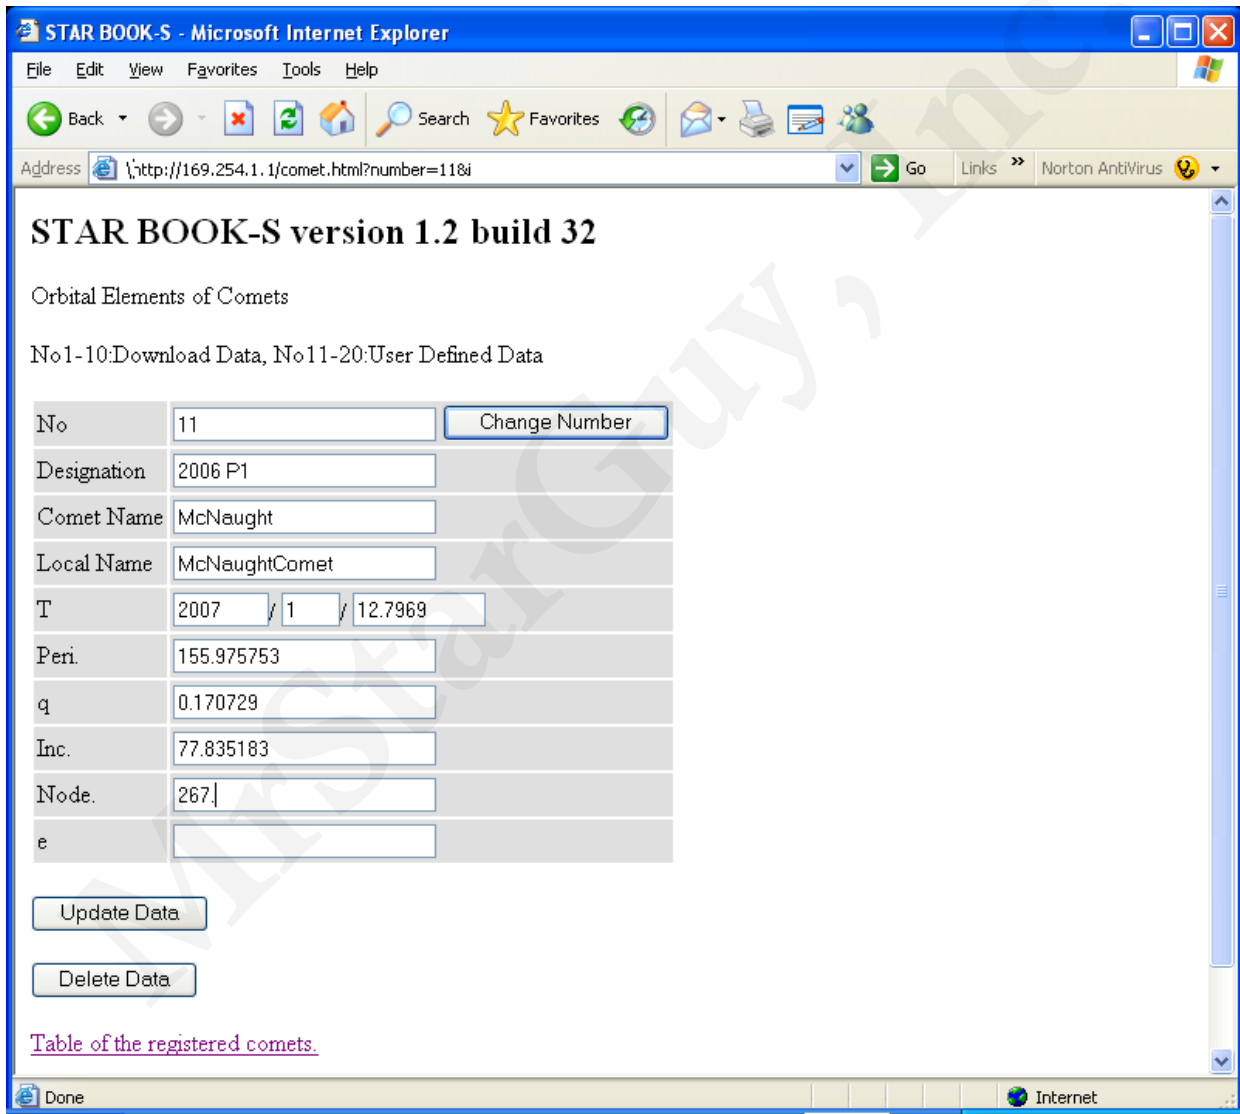 STAR BOOK-S - Microsoft Internet Explorer
File Edit View Favorites Tools Help
Back Search Favorites
Address \http://169.254.1.1/comet.html?number=11&i Go Links » Norton AntiVirus
STAR BOOK-S version 1.2 build 32
Orbital Elements of Comets
No1-10:Download Data, No11-20:User Defined Data
No 11 Change Number
Designation 2006 P1
Comet Name McNaught
Local Name McNaughtComet
T 2007 / 1 / 12.7969
Peri. 155.975753
q 0.170729
Inc. 77.835183
Node. 267.
e
Update Data
Delete Data
Table of the registered comets.
Done Internet
MrStarGuy, Inc.